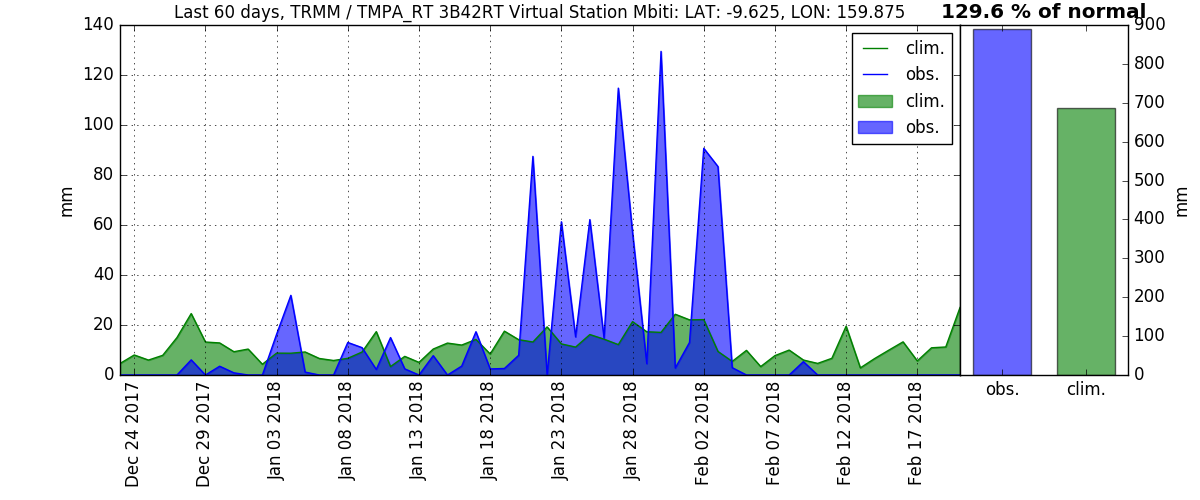 Last 60 days, TRMM / TMPA_RT 3B42RT Virtual Station Mbiti: LAT: -9.625, LON: 159.875
129.6 % of normal
140
120
100
80
60
40
20
0
mm
clim.
obs.
clim.
obs.
Dec 24 2017
Dec 29 2017
Jan 03 2018
Jan 08 2018
Jan 13 2018
Jan 18 2018
Jan 23 2018
Jan 28 2018
Feb 02 2018
Feb 07 2018
Feb 12 2018
Feb 17 2018
900
800
700
600
500
400
300
200
100
0
mm
obs.
clim.